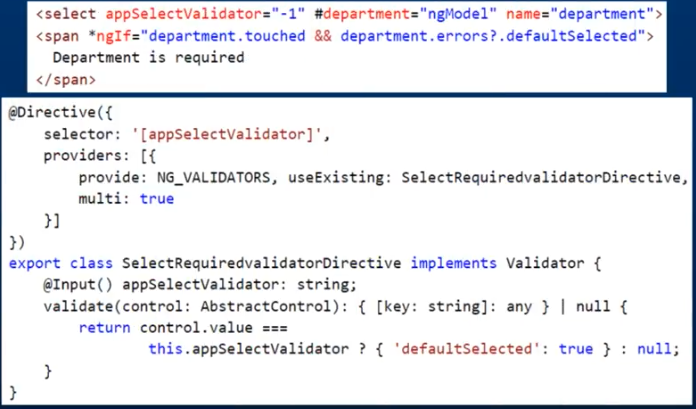 <select appSelectValidator="-1" #department="ngModel" name="department">
<span *ngIf="department.touched && department.errors?.defaultSelected">
  Department is required
</span>
@Directive({
    selector: '[appSelectValidator]',
    providers: [{
        provide: NG_VALIDATORS, useExisting: SelectRequiredvalidatorDirective,
        multi: true
    }]
})
export class SelectRequiredvalidatorDirective implements Validator {
    @Input() appSelectValidator: string;
    validate(control: AbstractControl): { [key: string]: any } | null {
        return control.value ===
                this.appSelectValidator ? { 'defaultSelected': true } : null;
    }
}